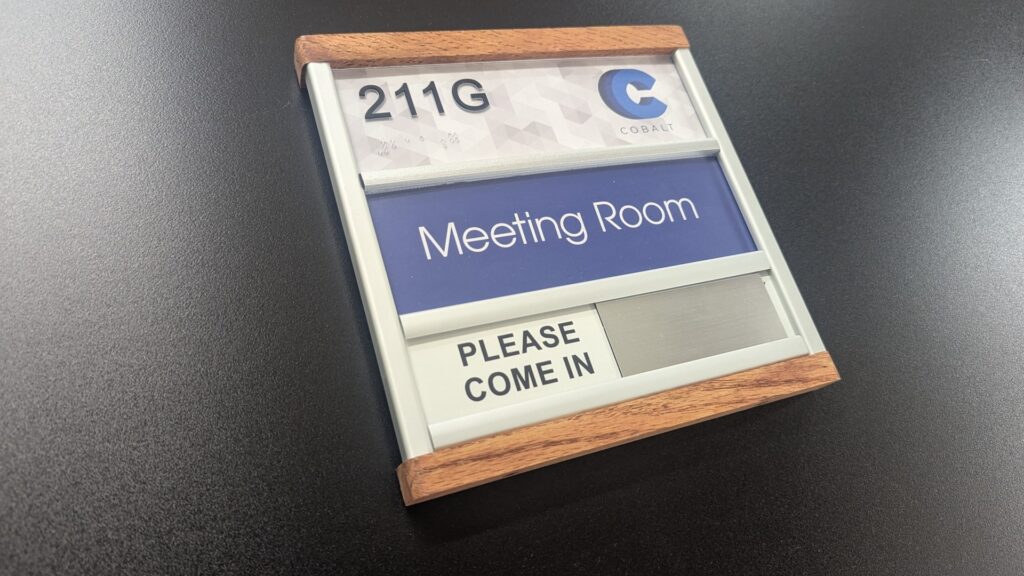 211G
COBALT
Meeting Room
PLEASE
COME IN